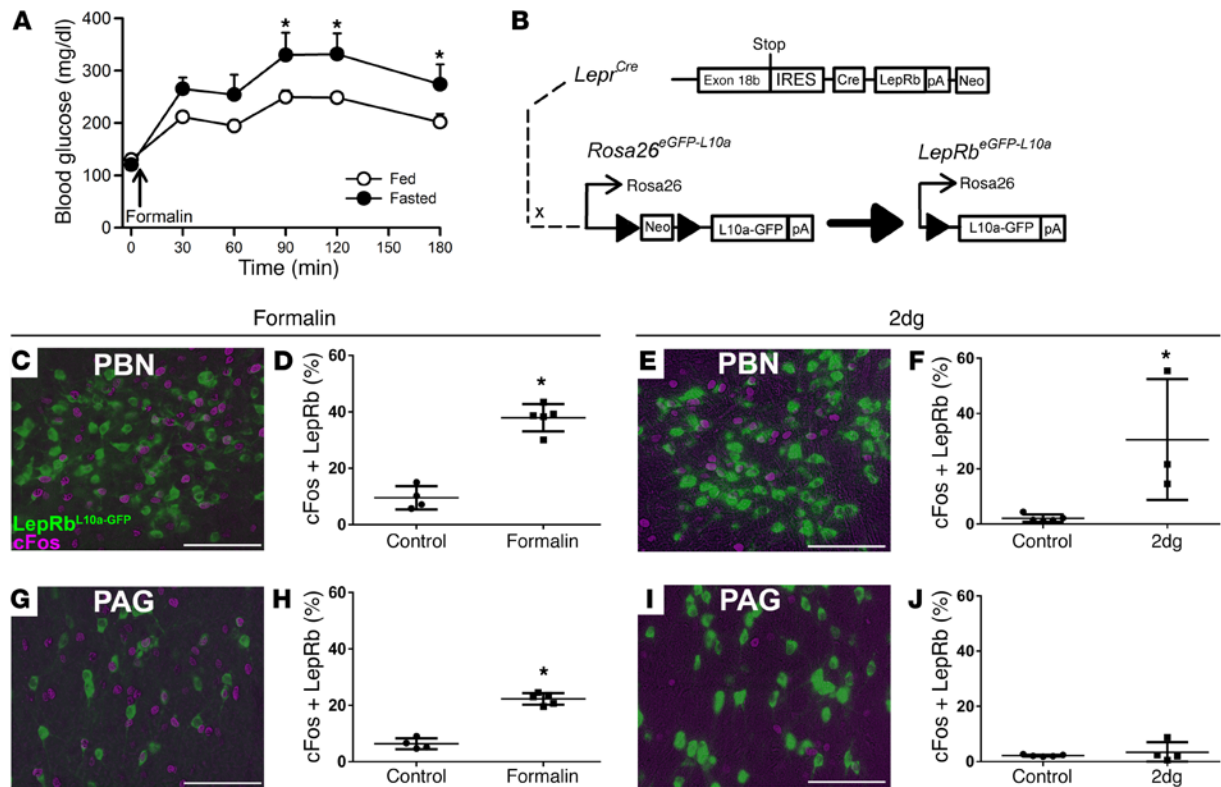 A
Blood glucose (mg/dl)
400
300
200
100
0
* * *
Formalin
Fed
Fasted
0 30 60 90 120 180
Time (min)
B
Stop
Lepr^Cre
Exon 18b IRES Cre LepRb pA Neo
Rosa26^eGFP-L10a
LepRb^eGFP-L10a
Rosa26
Rosa26
x
Neo L10a-GFP pA
L10a-GFP pA
Formalin
2dg
C PBN
LepRb^L10a-GFP
cFos
D
cFos + LepRb (%)
60
40
20
0
*
Control Formalin
E PBN
F
cFos + LepRb (%)
60
40
20
0
*
Control 2dg
G PAG
H
cFos + LepRb (%)
60
40
20
0
*
Control Formalin
I PAG
J
cFos + LepRb (%)
60
40
20
0
Control 2dg